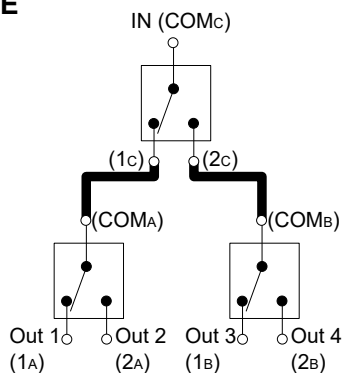 E
IN (COMC)
(1C) (2C)
(COMA) (COMB)
Out 1 Out 2 Out 3 Out 4
(1A) (2A) (1B) (2B)